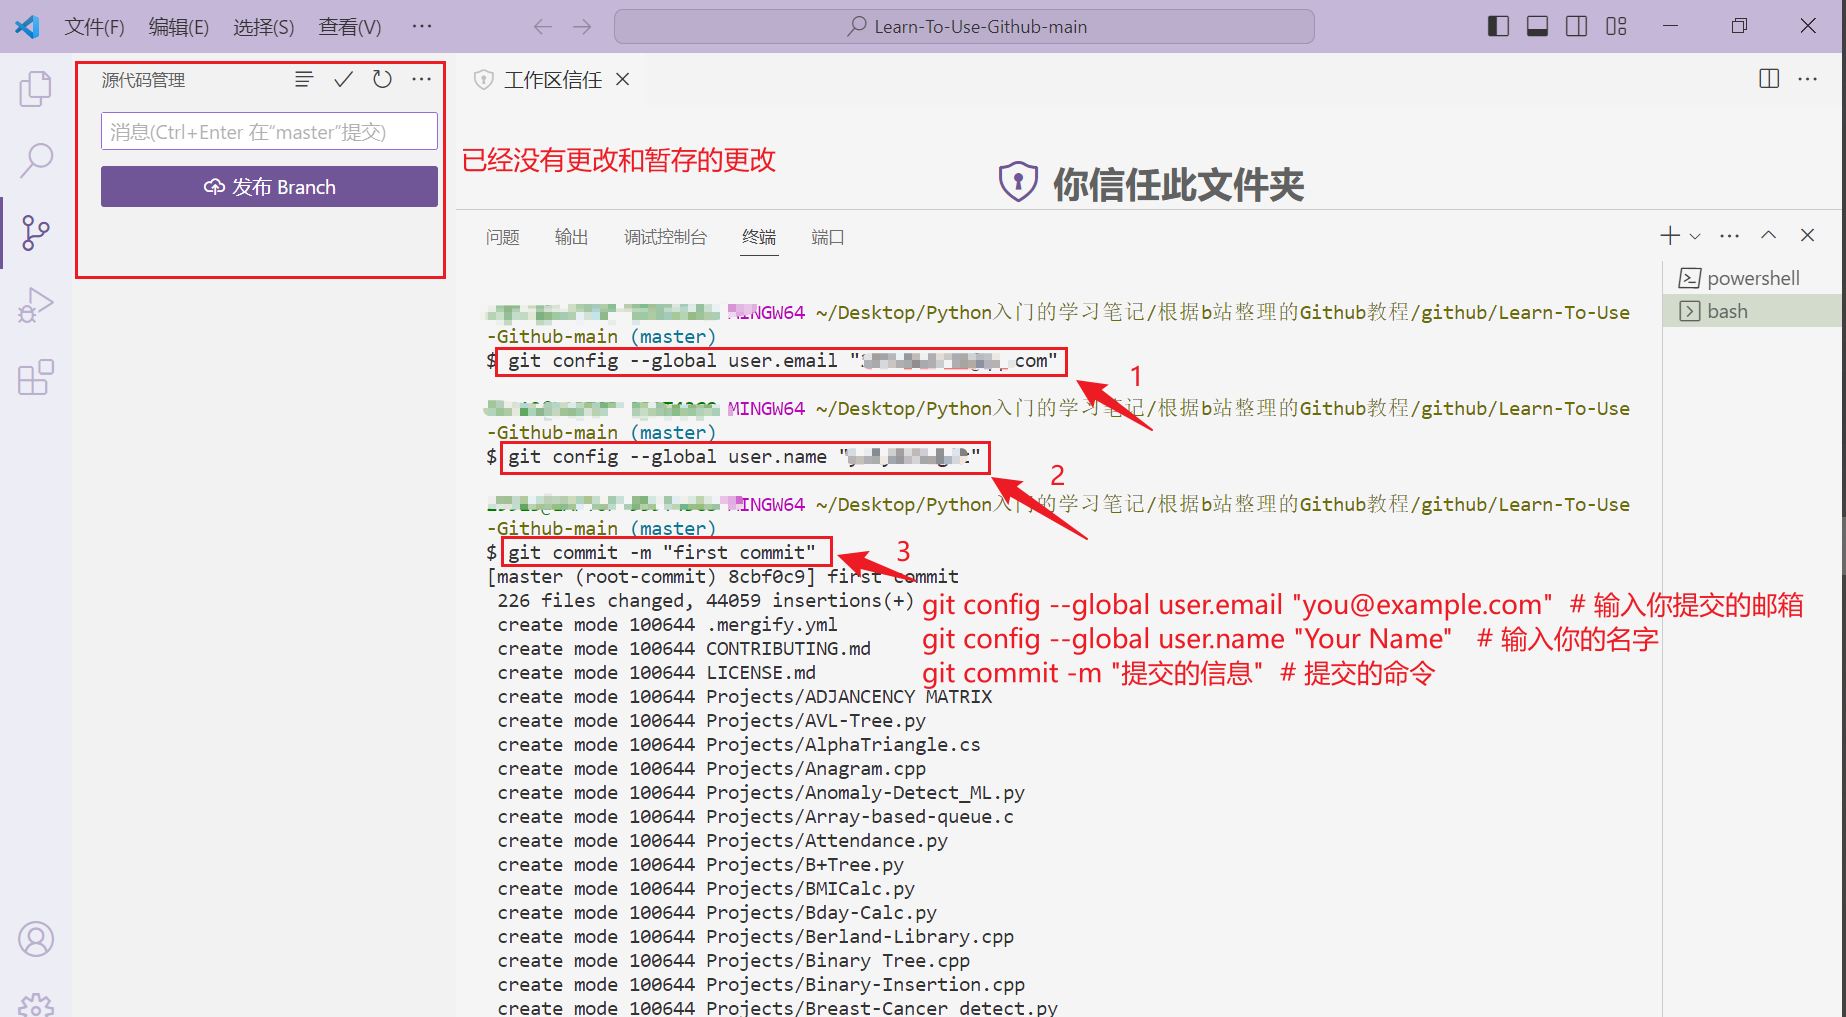 文件(F) 编辑(E) 选择(S) 查看(V) ···
Learn-To-Use-Github-main
源代码管理
消息(Ctrl+Enter 在“master”提交)
发布 Branch
工作区信任
已经没有更改和暂存的更改
你信任此文件夹
问题 输出 调试控制台 终端 端口
powershell
bash
MINGW64 ~/Desktop/Python入门的学习笔记/根据b站整理的Github教程/github/Learn-To-Use
-Github-main (master)
$ git config --global user.email " com"
1
MINGW64 ~/Desktop/Python入门的学习笔记/根据b站整理的Github教程/github/Learn-To-Use
-Github-main (master)
$ git config --global user.name " "
2
MINGW64 ~/Desktop/Python入门的学习笔记/根据b站整理的Github教程/github/Learn-To-Use
-Github-main (master)
$ git commit -m "first commit"
3
[master (root-commit) 8cbf0c9] first commit
226 files changed, 44059 insertions(+)
git config --global user.email "you@example.com" # 输入你提交的邮箱
create mode 100644 .mergify.yml
git config --global user.name "Your Name" # 输入你的名字
create mode 100644 CONTRIBUTING.md
create mode 100644 LICENSE.md
git commit -m "提交的信息" # 提交的命令
create mode 100644 Projects/ADJANCENCY MATRIX
create mode 100644 Projects/AVL-Tree.py
create mode 100644 Projects/AlphaTriangle.cs
create mode 100644 Projects/Anagram.cpp
create mode 100644 Projects/Anomaly-Detect_ML.py
create mode 100644 Projects/Array-based-queue.c
create mode 100644 Projects/Attendance.py
create mode 100644 Projects/B+Tree.py
create mode 100644 Projects/BMICalc.py
create mode 100644 Projects/Bday-Calc.py
create mode 100644 Projects/Berland-Library.cpp
create mode 100644 Projects/Binary Tree.cpp
create mode 100644 Projects/Binary-Insertion.cpp
create mode 100644 Projects/Breast-Cancer detect.py